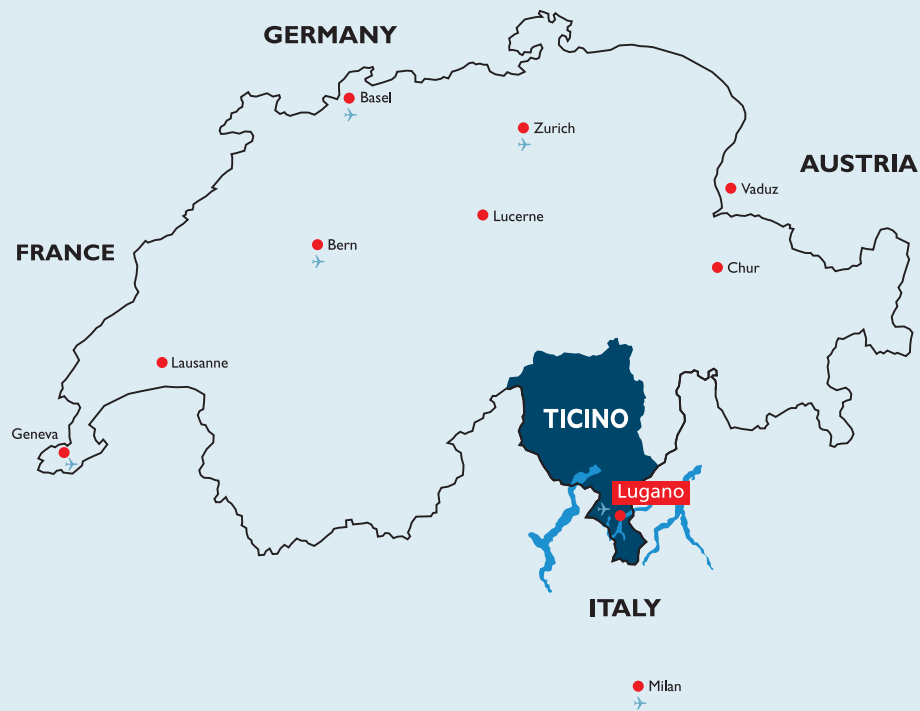 GERMANY
Basel
Zurich
AUSTRIA
Vaduz
Lucerne
FRANCE
Bern
Chur
Lausanne
TICINO
Geneva
Lugano
ITALY
Milan